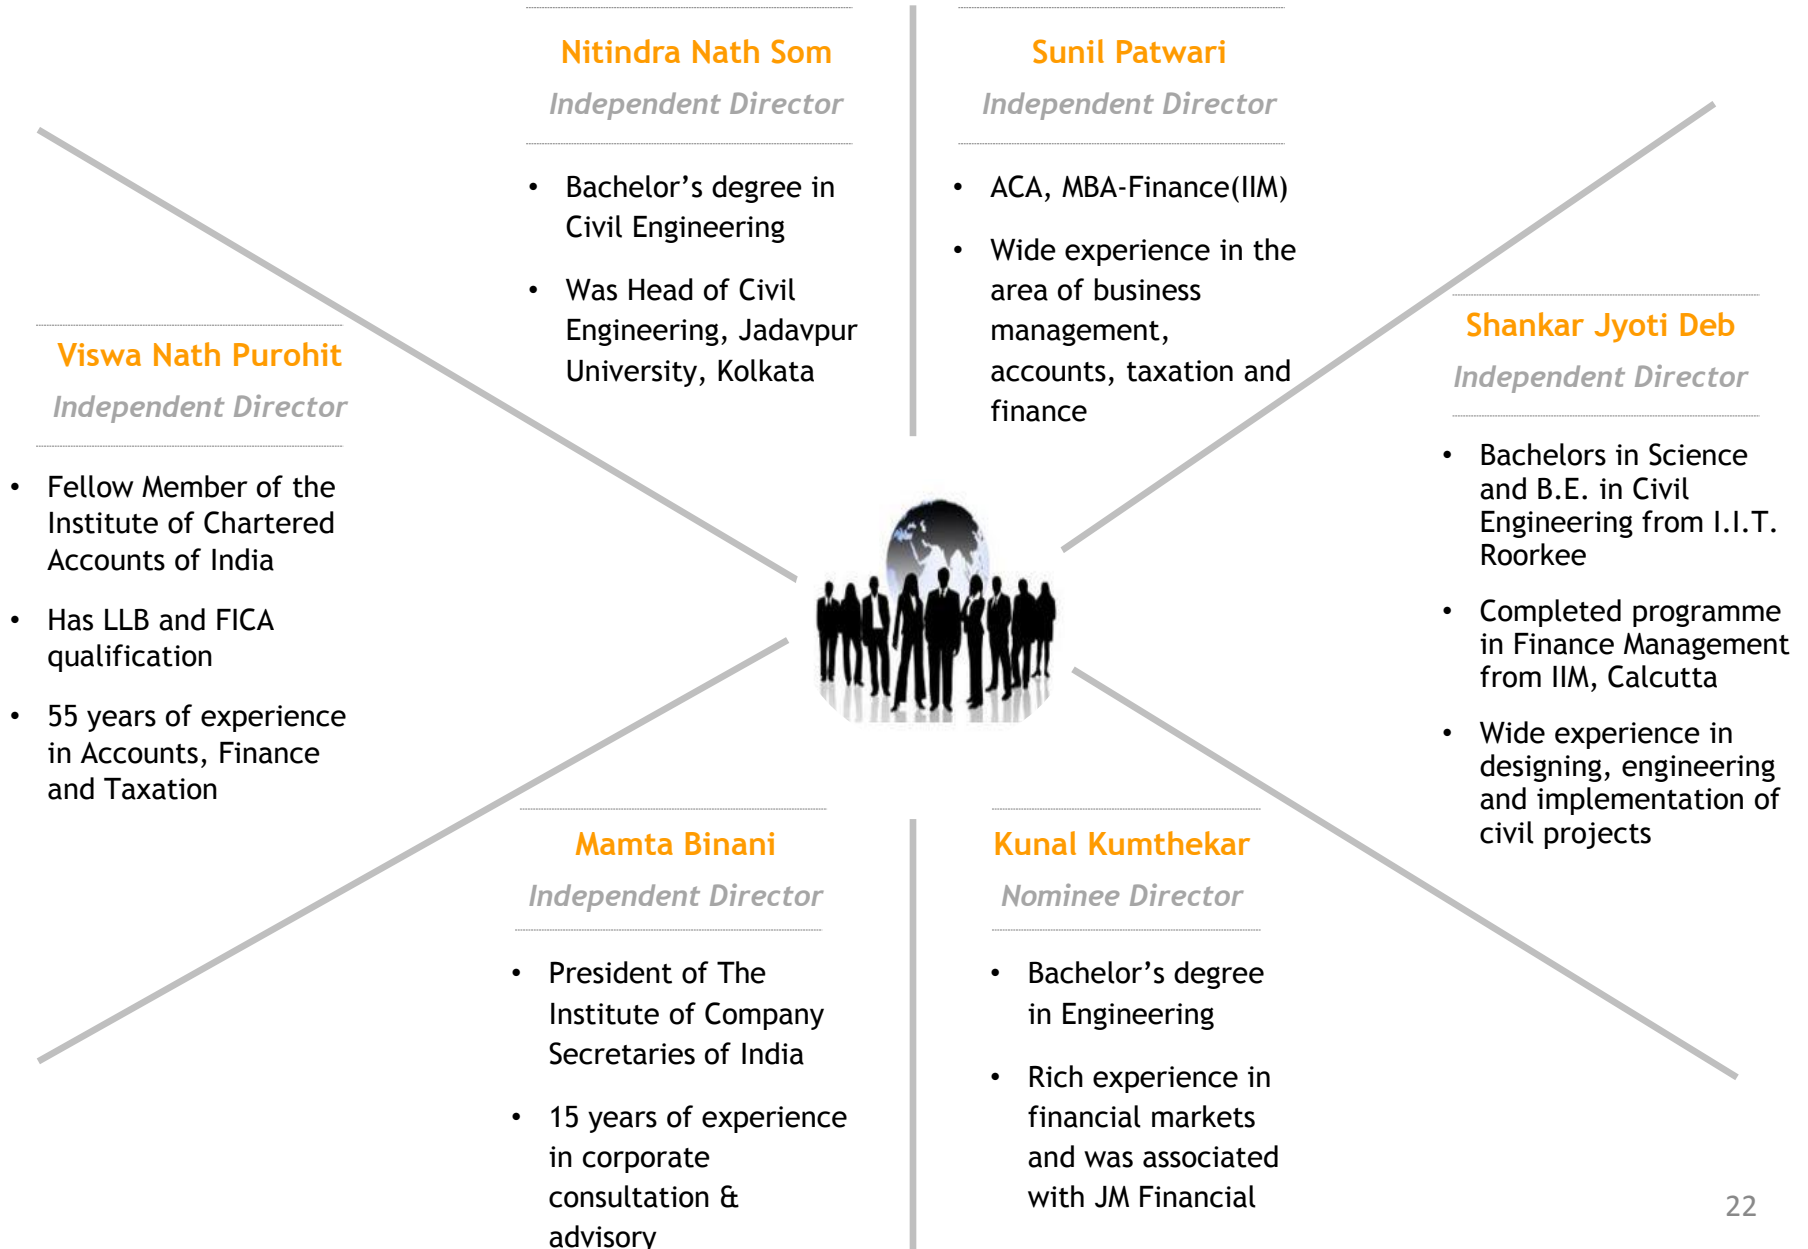 Nitindra Nath Som
Independent Director
• Bachelor’s degree in
Civil Engineering
• Was Head of Civil
Engineering, Jadavpur
University, Kolkata
Sunil Patwari
Independent Director
• ACA, MBA-Finance(IIM)
• Wide experience in the
area of business
management,
accounts, taxation and
finance
Viswa Nath Purohit
Independent Director
• Fellow Member of the
Institute of Chartered
Accounts of India
• Has LLB and FICA
qualification
• 55 years of experience
in Accounts, Finance
and Taxation
Shankar Jyoti Deb
Independent Director
• Bachelors in Science
and B.E. in Civil
Engineering from I.I.T.
Roorkee
• Completed programme
in Finance Management
from IIM, Calcutta
• Wide experience in
designing, engineering
and implementation of
civil projects
Mamta Binani
Independent Director
• President of The
Institute of Company
Secretaries of India
• 15 years of experience
in corporate
consultation &
advisory
Kunal Kumthekar
Nominee Director
• Bachelor’s degree
in Engineering
• Rich experience in
financial markets
and was associated
with JM Financial
22